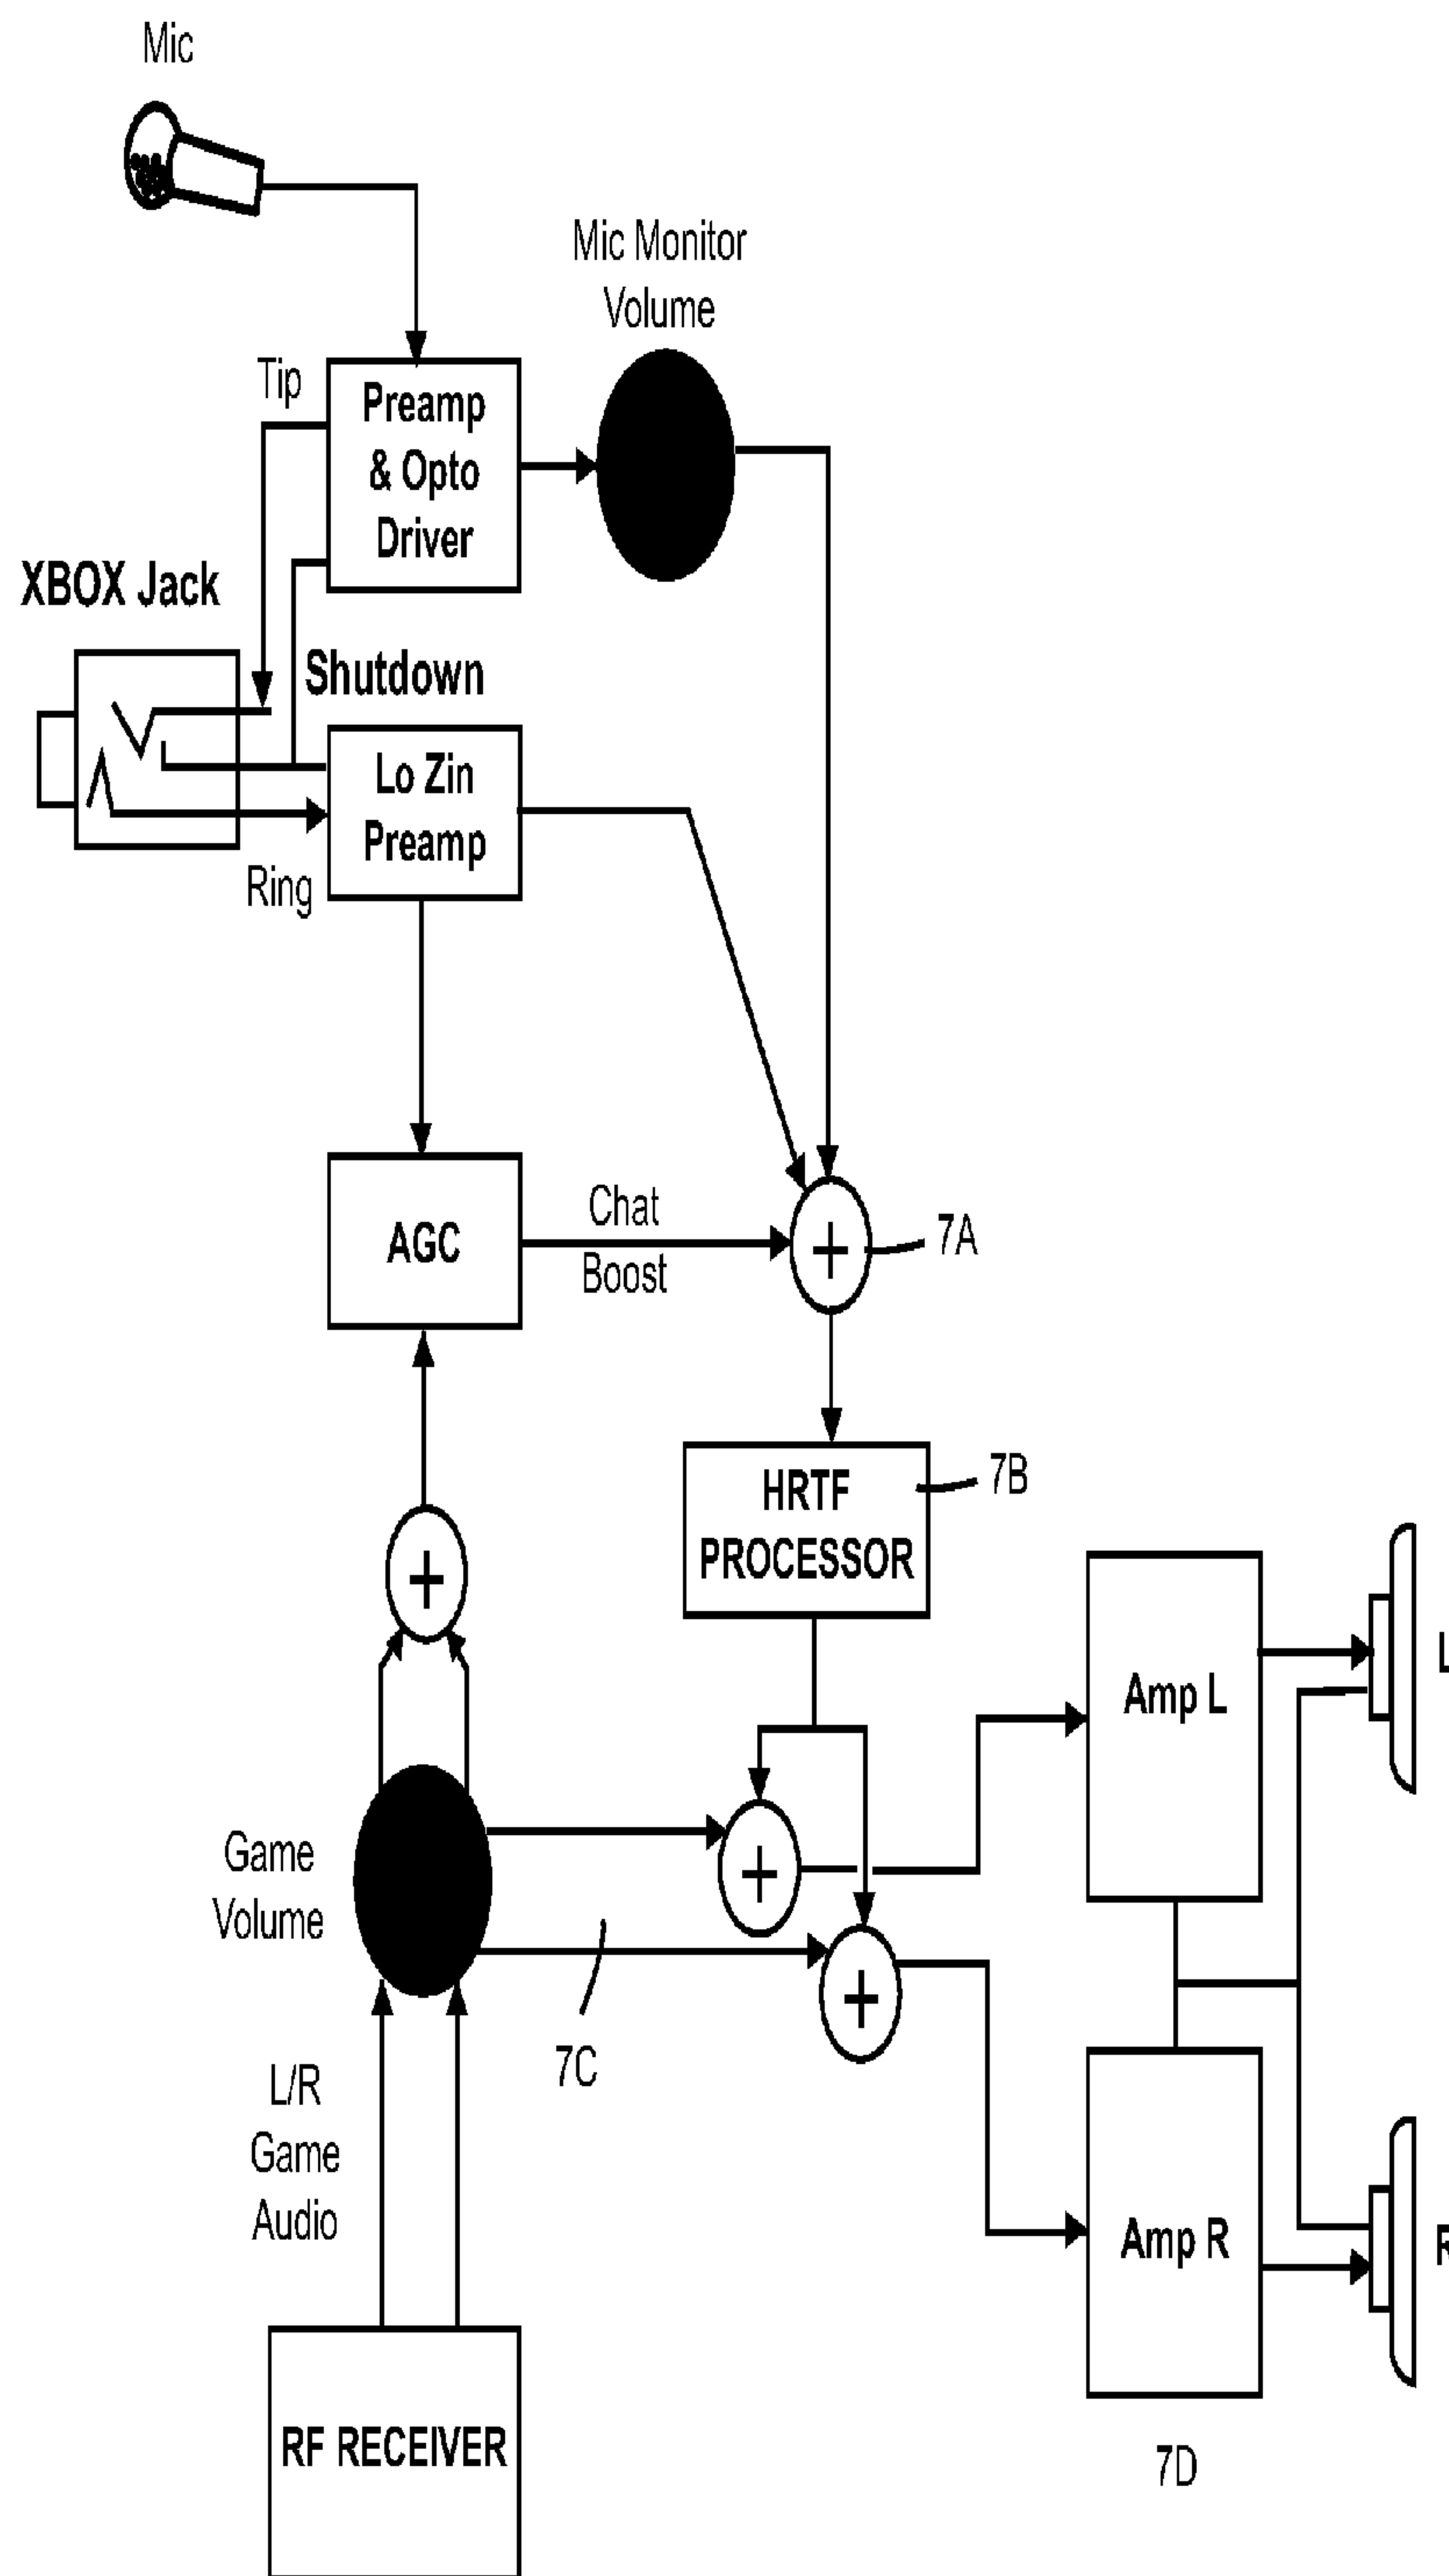 Mic
Mic Monitor
Volume
Tip
Preamp
& Opto
Driver
XBOX Jack
Shutdown
Lo Zin
Preamp
Ring
AGC
Chat
Boost
+
7A
HRTF
PROCESSOR
7B
+
Amp L
L
Game
Volume
+
+
7C
L/R
Game
Audio
Amp R
R
RF RECEIVER
7D